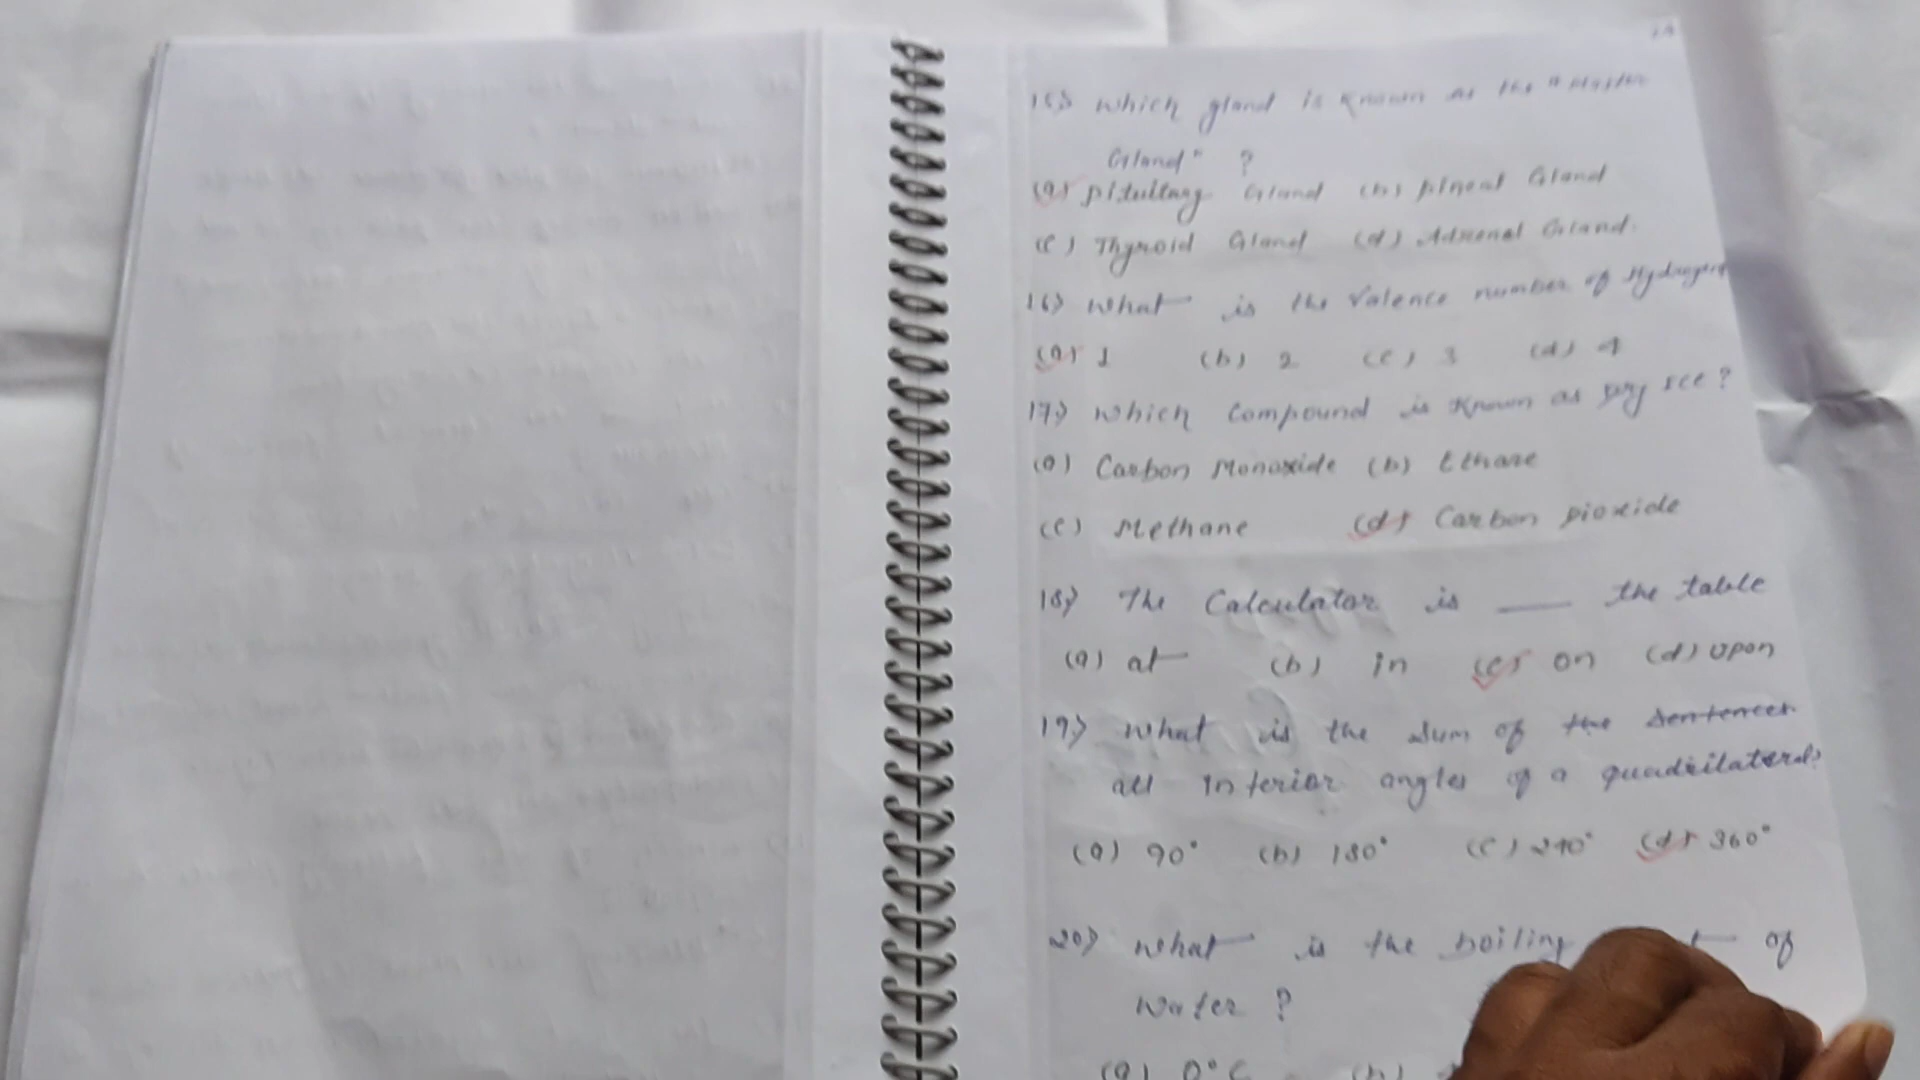 15) Which gland is known as the "Master
Gland" ?
(a) pituitary Gland (b) pineal Gland
(c) Thyroid Gland (d) Adrenal Gland.
16) What is the Valence number of Hydrogen
(a) 1 (b) 2 (c) 3 (d) 4
17) Which Compound is known as Dry Ice?
(a) Carbon Monoxide (b) Ethane
(c) Methane (d) Carbon Dioxide
18) The Calculator is ___ the table
(a) at (b) in (c) on (d) upon
19) What is the sum of the sentences
all Interior angles of a quadrilateral?
(a) 90° (b) 180° (c) 270° (d) 360°
20) What is the boiling of
Water ?
(a) 0°C (b)